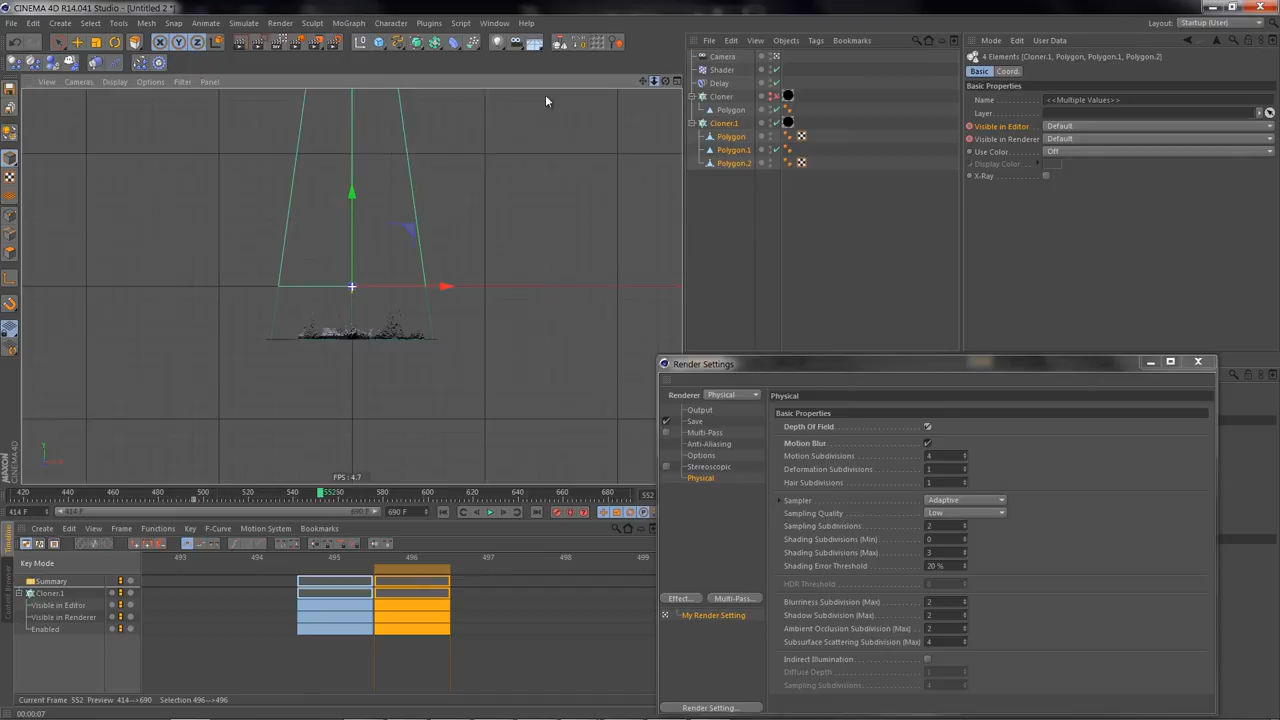 CINEMA 4D R14.041 Studio - [Untitled 2 *]
File Edit Create Select Tools Mesh Snap Animate Simulate Render Sculpt MoGraph Character Plugins Script Window Help
Layout: Startup (User)
View Cameras Display Options Filter Panel
FPS : 4.7
420 440 460 480 500 520 540 55250 580 600 620 640 660 680 552
414 F 414 F 690 F 690 F
Create Edit View Frame Functions Key F-Curve Motion System Bookmarks
Key Mode
493 494 495 496 497 498 499
Summary
Cloner.1
Visible in Editor
Visible in Renderer
Enabled
Current Frame 552 Preview 414-->690 Selection 496-->496
00:00:07
Timeline
Content Browser
MAXON CINEMA 4D
File Edit View Objects Tags Bookmarks
Camera
Shader
Delay
Cloner
Polygon
Cloner.1
Polygon
Polygon.1
Polygon.2
Mode Edit User Data
4 Elements [Cloner.1, Polygon, Polygon.1, Polygon.2]
Basic Coord.
Basic Properties
Name <<Multiple Values>>
Layer
Visible in Editor Default
Visible in Renderer Default
Use Color Off
Display Color
X-Ray
Render Settings
Renderer Physical
Output
Save
Multi-Pass
Anti-Aliasing
Options
Stereoscopic
Physical
Effect... Multi-Pass...
My Render Setting
Render Setting...
Physical
Basic Properties
Depth Of Field
Motion Blur
Motion Subdivisions 4
Deformation Subdivisions 1
Hair Subdivisions 1
Sampler Adaptive
Sampling Quality Low
Sampling Subdivisions 2
Shading Subdivisions (Min) 0
Shading Subdivisions (Max) 3
Shading Error Threshold 20 %
HDR Threshold
Blurriness Subdivision (Max) 2
Shadow Subdivision (Max) 2
Ambient Occlusion Subdivision (Max) 2
Subsurface Scattering Subdivision (Max) 4
Indirect Illumination
Diffuse Depth
Sampling Subdivisions 4